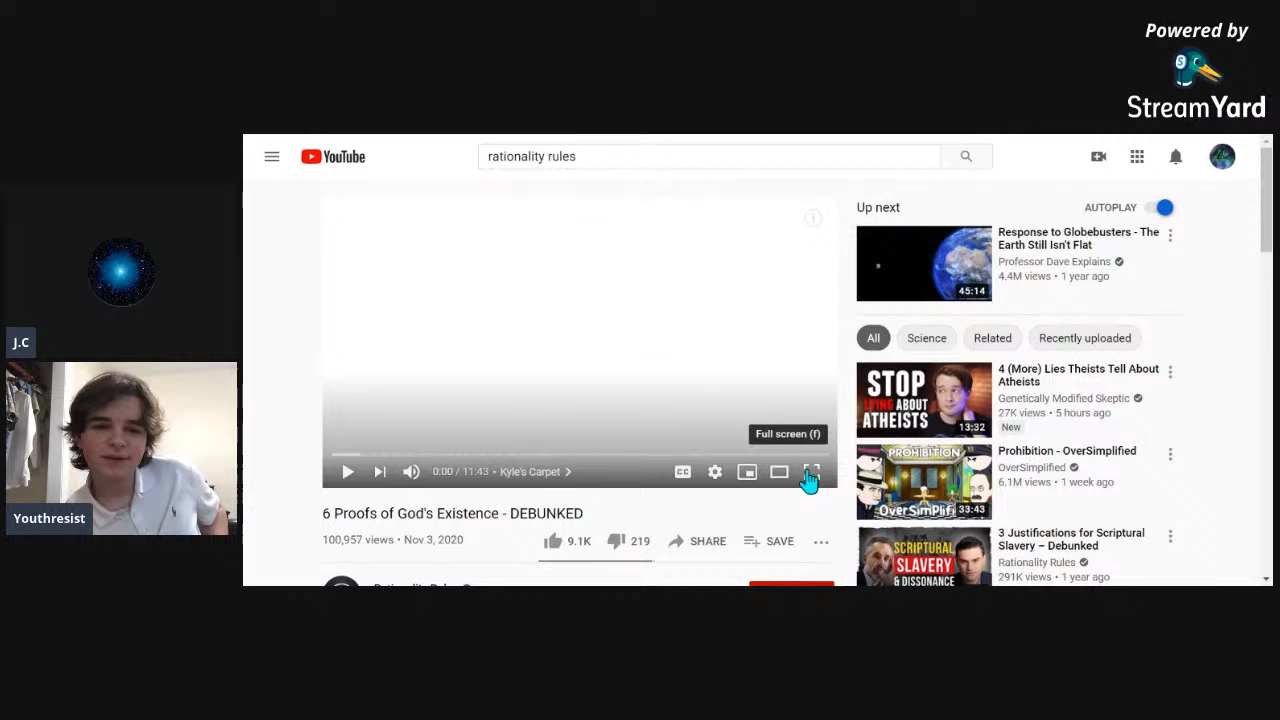 Powered by
StreamYard
YouTube
rationality rules
Up next
AUTOPLAY
Response to Globebusters - The
Earth Still Isn't Flat
Professor Dave Explains
4.4M views • 1 year ago
45:14
All
Science
Related
Recently uploaded
STOP
LYING ABOUT
ATHEISTS
13:32
4 (More) Lies Theists Tell About
Atheists
Genetically Modified Skeptic
27K views • 5 hours ago
New
PROHIBITION
OverSimplifi
33:43
Prohibition - OverSimplified
OverSimplified
6.1M views • 1 week ago
SCRIPTURAL
SLAVERY
& DISSONANCE
3 Justifications for Scriptural
Slavery – Debunked
Rationality Rules
291K views • 1 year ago
Full screen (f)
0:00 / 11:43 • Kyle's Carpet
CC
6 Proofs of God's Existence - DEBUNKED
100,957 views • Nov 3, 2020
9.1K
219
SHARE
SAVE
J.C
Youthresist